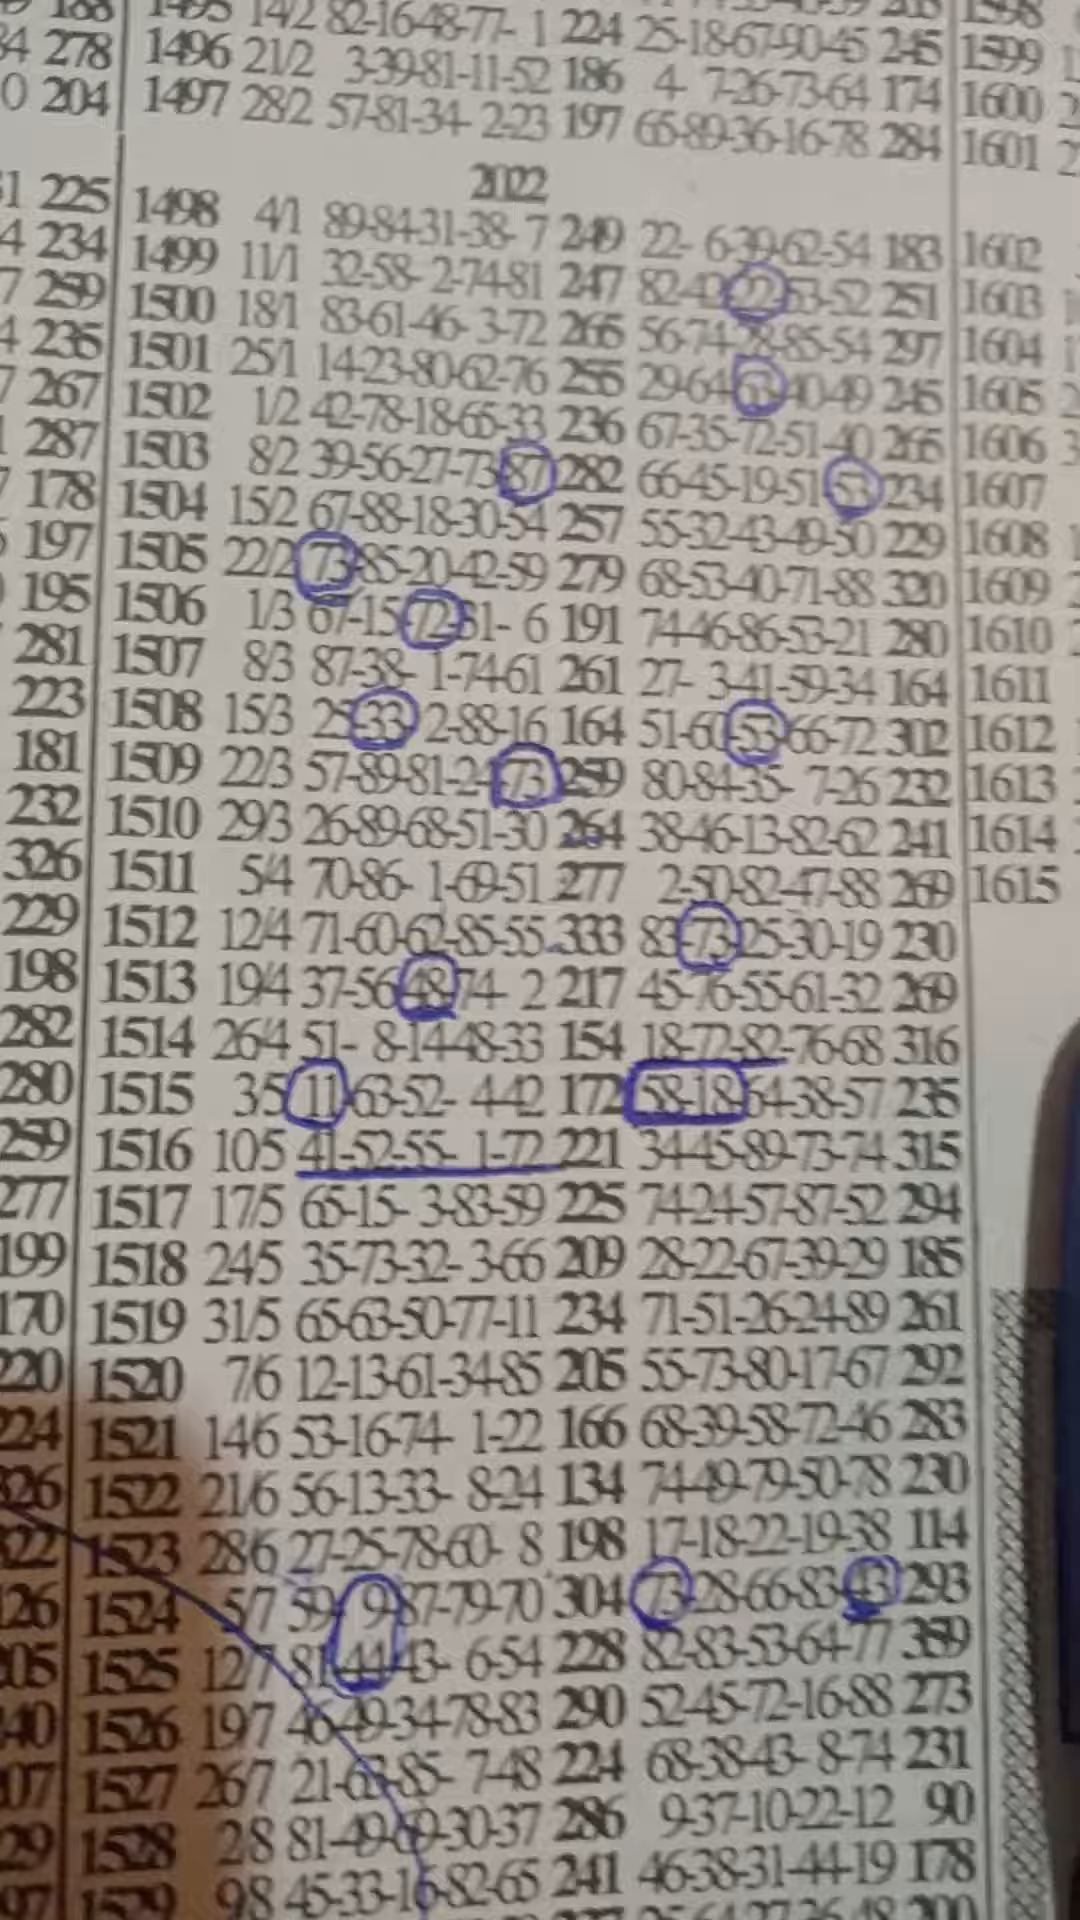 188 1495 14/2 82-16-48-77- 1 224
84 278 1496 21/2 3-39-81-11-52 186 25-18-67-90-45 245 1599
0 204 1497 28/2 57-81-34- 2-23 197 4- 7-26-73-64 174 1600
65-89-36-16-78 284 1601
2022
225 1498 4/1 89-84-31-38- 7 249 22- 6-39-62-54 183 1602
4 234 1499 11/1 32-58- 2-74-81 247 22 53-52 251 1603
7 259 1500 18/1 83-61-46- 3-72 265 56-74-28-85-54 297 1604
4 235 1501 25/1 14-23-80-62-76 255 29-64-63-40-49 245 1605
7 267 1502 1/2 42-78-18-65-33 236 67-35-72-51-40 265 1606
287 1503 8/2 39-56-27-73-87 282 66-45-19-51-53 234 1607
7 178 1504 15/2 67-88-18-30-54 257 55-32-43-49-50 229 1608
197 1505 22/2 73-85-20-42-59 279 68-53-40-71-88 320 1609
195 1506 1/3 67-15-72-31- 6 191 74-46-86-53-21 280 1610
281 1507 8/3 87-38- 1-74-61 261 27- 3-41-59-34 164 1611
223 1508 15/3 25-33- 2-88-16 164 51-60-53-66-72 302 1612
181 1509 22/3 57-89-81-2 73 259 80-84-35- 7-26 232 1613
232 1510 293 26-89-68-51-30 264 38-46-13-82-62 241 1614
326 1511 5/4 70-86- 1-69-51 277 2-50-82-47-88 269 1615
229 1512 12/4 71-60-62-85-55 333 83-73-25-30-19 230
198 1513 19/4 37-56-48-74- 2 217 45-76-55-61-32 269
282 1514 26/4 51- 8-14-48-33 154 18-72-82-76-68 316
280 1515 3/5 11-63-52- 4-42 172 58-18-64-38-57 235
259 1516 10/5 41-52-55- 1-72 221 34-45-89-73-74 315
277 1517 17/5 65-15- 3-83-59 225 74-24-57-87-52 294
199 1518 24/5 35-73-32- 3-66 209 28-22-67-39-29 185
170 1519 31/5 65-63-50-77-11 234 71-51-26-24-89 261
220 1520 7/6 12-13-61-34-85 205 55-73-80-17-67 292
224 1521 14/6 53-16-74- 1-22 166 68-39-58-72-46 283
326 1522 21/6 56-13-33- 8-24 134 74-49-79-50-78 230
322 1523 28/6 27-25-78-60- 8 198 17-18-22-19-38 114
126 1524 5/7 59- 9-87-79-70 304 73-28-66-83-43 293
205 1525 12/7 81-44-43- 6-54 228 82-83-53-64-77 359
40 1526 19/7 46-49-34-78-83 290 52-45-72-16-88 273
07 1527 26/7 21-63-85- 7-48 224 68-38-43- 8-74 231
29 1528 2/8 81-49-89-30-37 286 9-37-10-22-12 90
97 1529 9/8 45-33-16-82-65 241 46-38-31-44-19 178